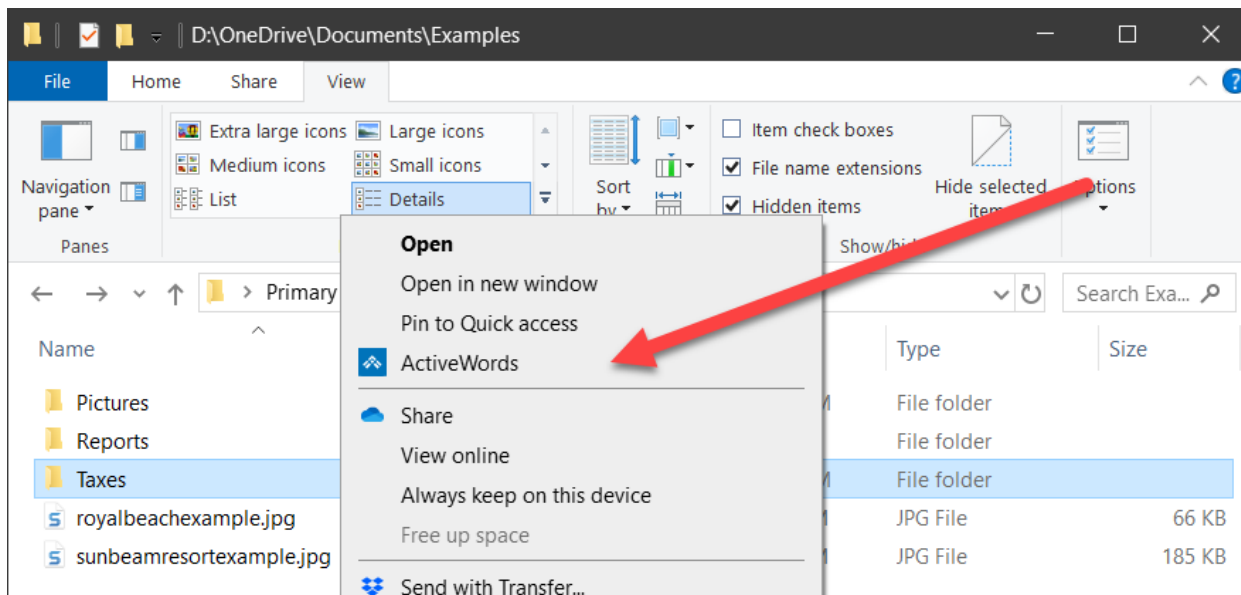 D:\OneDrive\Documents\Examples
File Home Share View
Extra large icons Large icons
Medium icons Small icons
List Details
Navigation
pane
Panes
Sort
by
Item check boxes
File name extensions
Hidden items
Hide selected
Show/hide
Primary
Search Exa...
Name Type Size
Open
Open in new window
Pin to Quick access
ActiveWords
Share
View online
Always keep on this device
Free up space
Send with Transfer...
Pictures File folder
Reports File folder
Taxes File folder
royalbeachexample.jpg JPG File 66 KB
sunbeamresortexample.jpg JPG File 185 KB